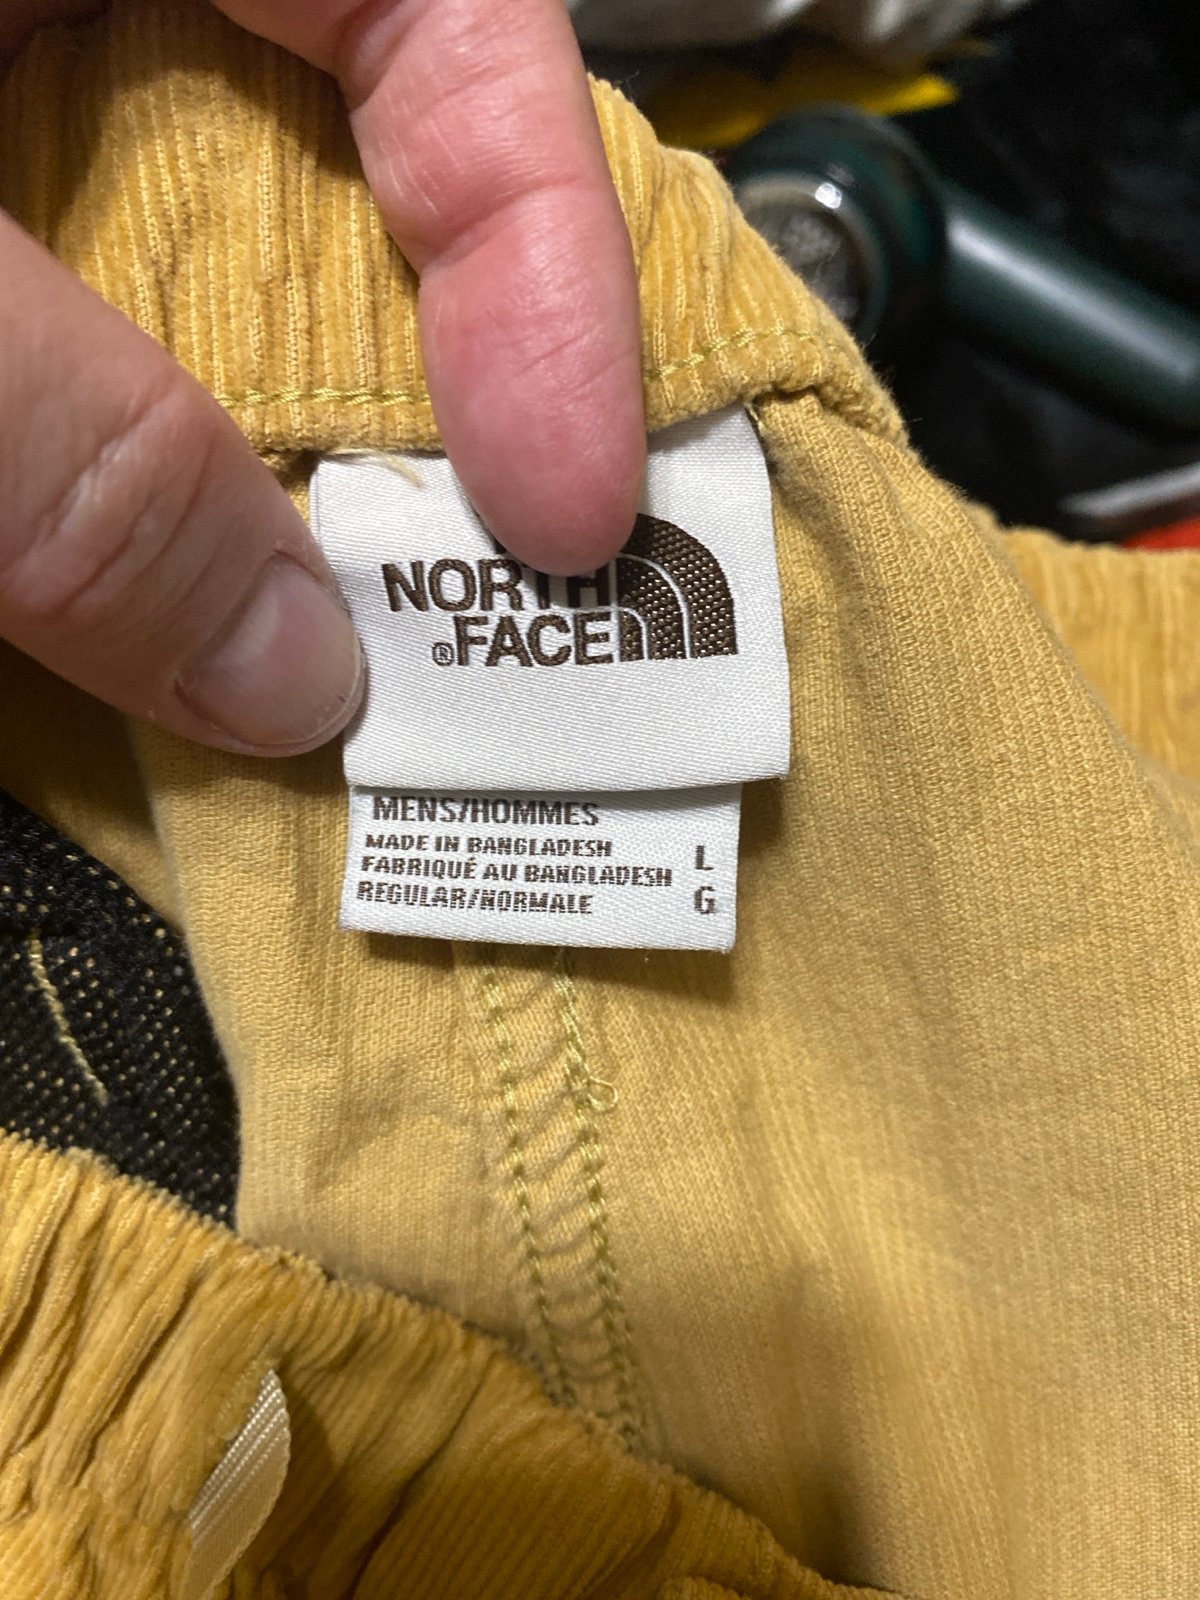 NORTH
®FACE
MENS/HOMMES
MADE IN BANGLADESH
FABRIQUÉ AU BANGLADESH
REGULAR/NORMALE
L
G